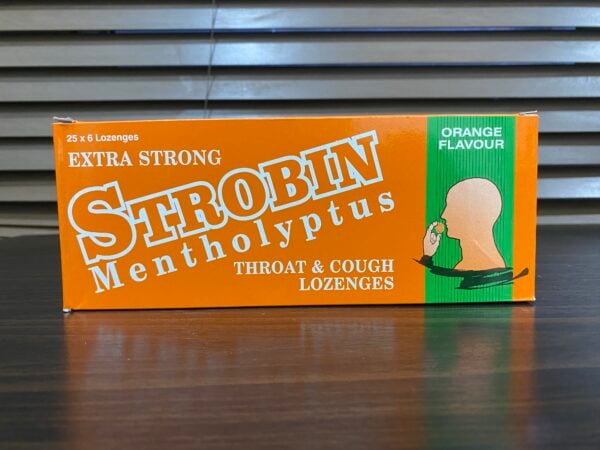 25 x 6 Lozenges
EXTRA STRONG
STROBIN
Mentholyptus
THROAT & COUGH
LOZENGES
ORANGE
FLAVOUR